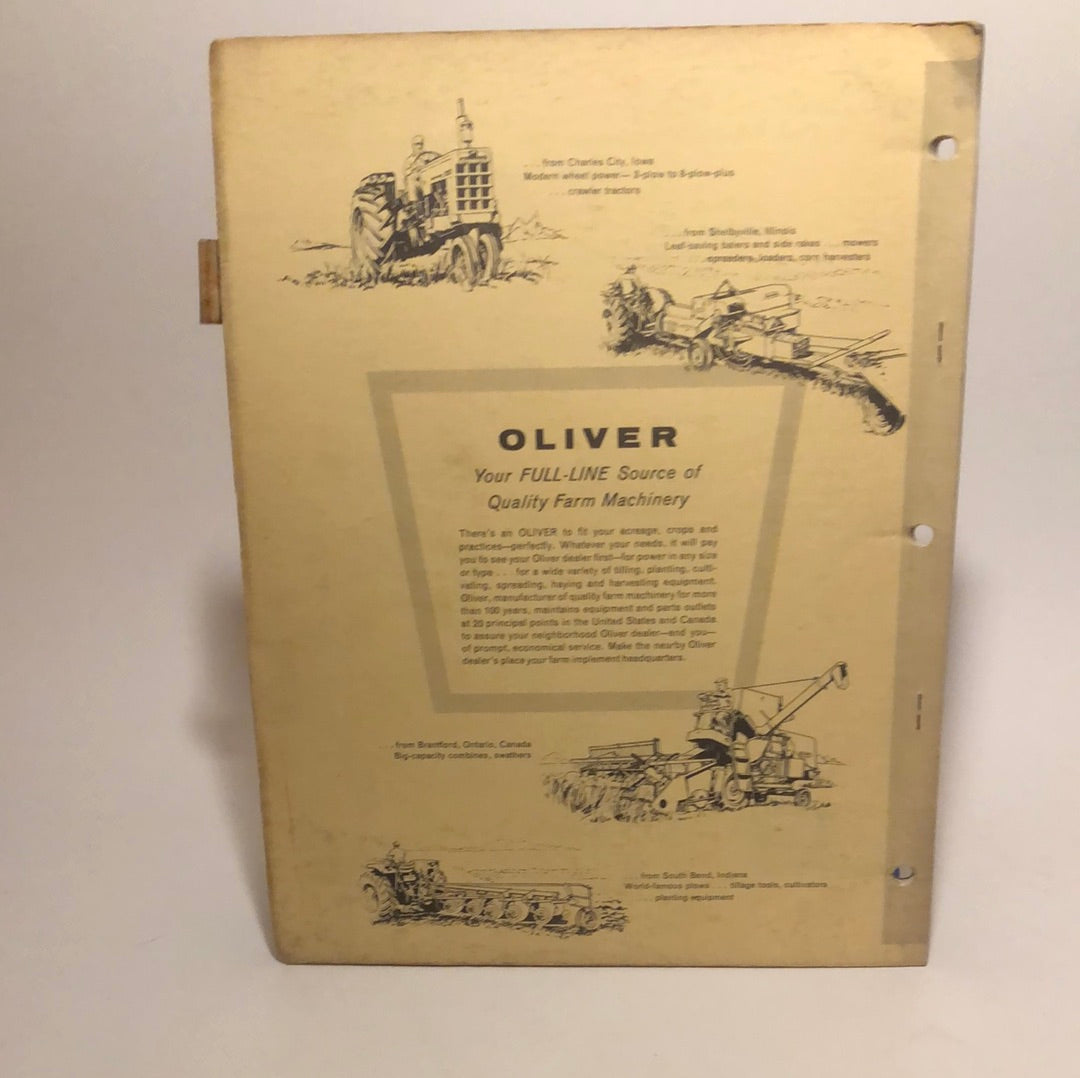 . . . from Charles City, Iowa
Modern wheel power— 2-plow to 8-plow-plus
. . . crawler tractors
. . . from Shelbyville, Illinois
Leaf-saving balers and side rakes . . . mowers
. . . spreaders, loaders, corn harvesters
OLIVER
Your FULL-LINE Source of
Quality Farm Machinery
There's an OLIVER to fit your acreage, crops and
practices—perfectly. Whatever your needs, it will pay
you to see your Oliver dealer first—for power in any size
or type . . . for a wide variety of tilling, planting, culti-
vating, spreading, haying and harvesting equipment.
Oliver, manufacturer of quality farm machinery for more
than 100 years, maintains equipment and parts outlets
at 20 principal points in the United States and Canada
to assure your neighborhood Oliver dealer—and you—
of prompt, economical service. Make the nearby Oliver
dealer's place your farm implement headquarters.
. . . from Brantford, Ontario, Canada
Big-capacity combines, swathers
. . . from South Bend, Indiana
World-famous plows . . . tillage tools, cultivators
. . . planting equipment